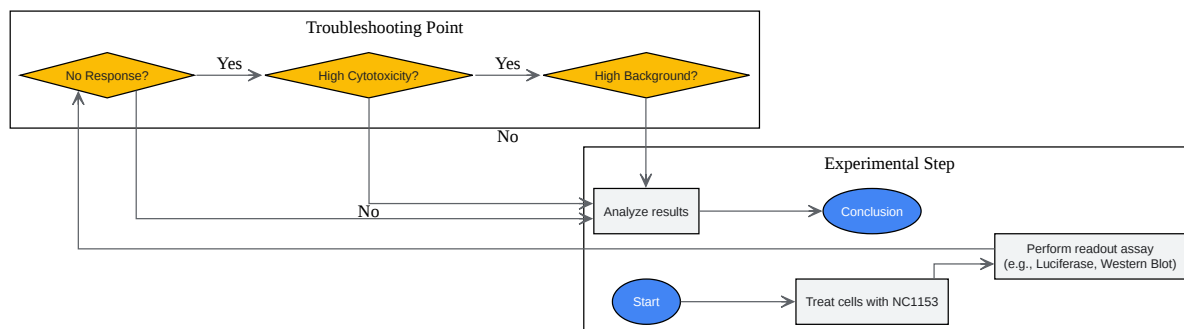 Troubleshooting Point
No Response?
Yes
High Cytotoxicity?
Yes
High Background?
No
No
Experimental Step
Analyze results
Conclusion
Perform readout assay
(e.g., Luciferase, Western Blot)
Start
Treat cells with NC1153